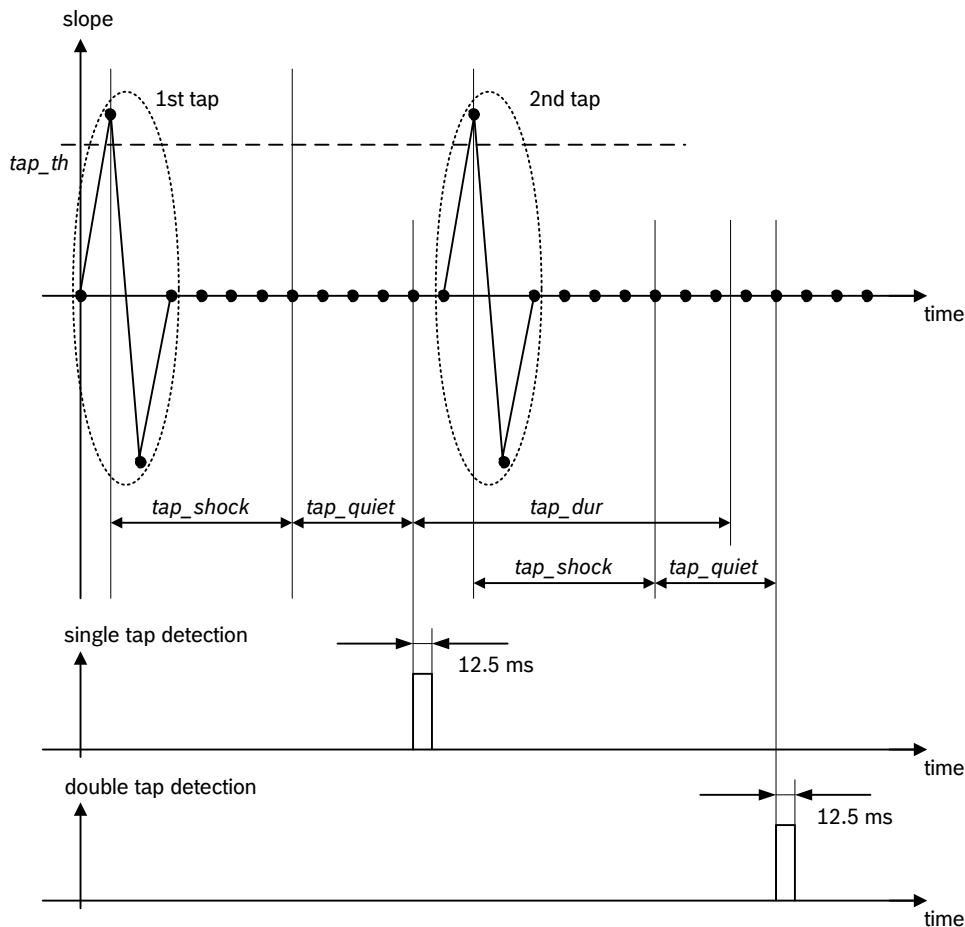 slope
1st tap
2nd tap
tap_th
time
tap_shock
tap_quiet
tap_dur
tap_shock
tap_quiet
single tap detection
12.5 ms
time
double tap detection
12.5 ms
time